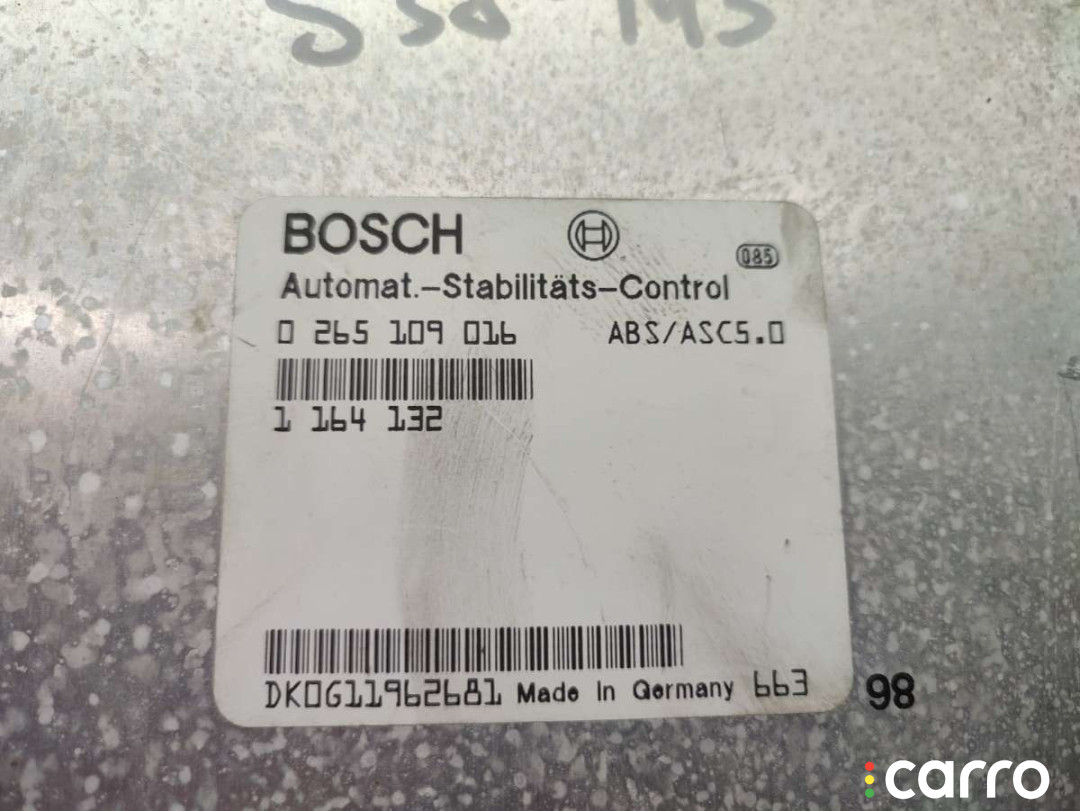 BOSCH
085
Automat.-Stabilitäts-Control
0 265 109 016 ABS/ASC5.0
1 164 132
DK0G11962681 Made In Germany 663
98
carro